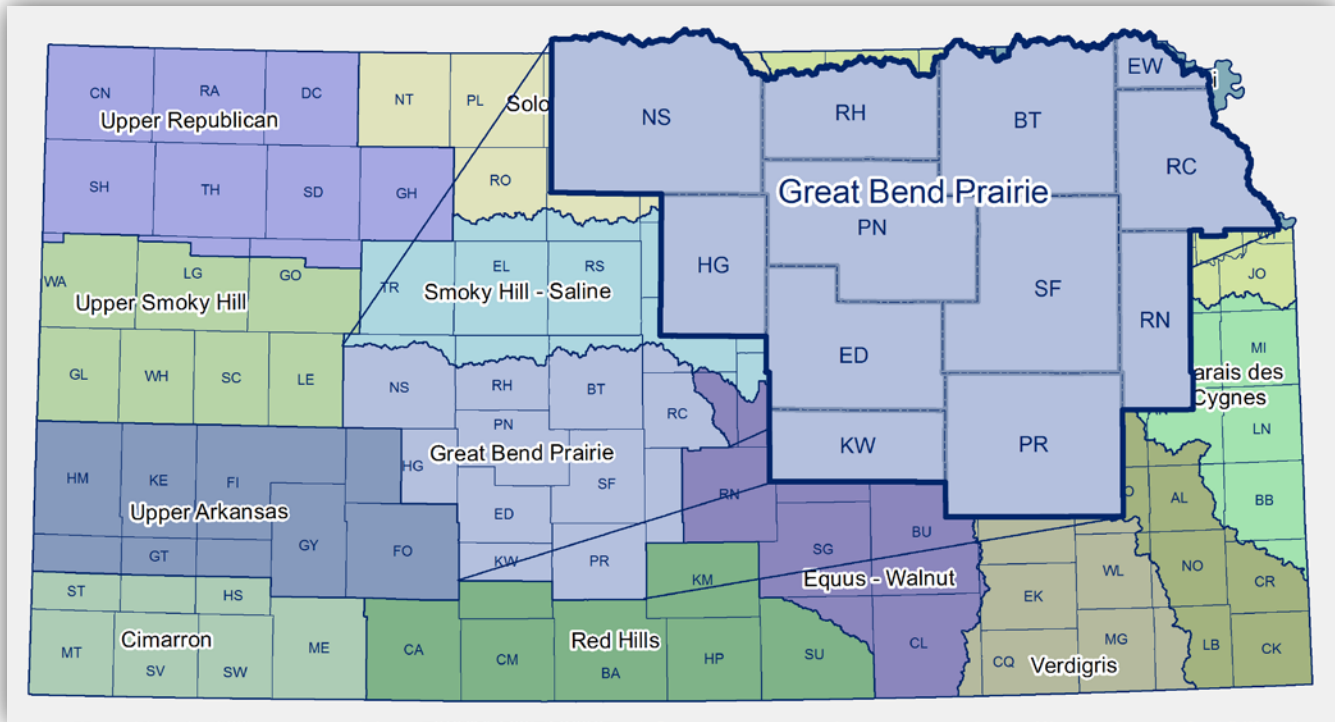 CN
RA
DC
Upper Republican
NT
PL
Solo
SH
TH
SD
GH
RO
WA
LG
GO
Upper Smoky Hill
TR
EL
RS
Smoky Hill - Saline
GL
WH
SC
LE
NS
RH
BT
RC
PN
Great Bend Prairie
HG
SF
ED
KW
PR
HM
KE
FI
Upper Arkansas
GT
GY
FO
ST
HS
Cimarron
MT
SV
SW
ME
CA
CM
Red Hills
BA
HP
KM
SU
RN
SG
BU
Equus - Walnut
CL
EK
WL
CQ
MG
Verdigris
NO
AL
CR
LB
CK
JO
MI
arais des
Cygnes
LN
BB
NS
RH
BT
EW
i
RC
Great Bend Prairie
PN
HG
SF
RN
ED
KW
PR